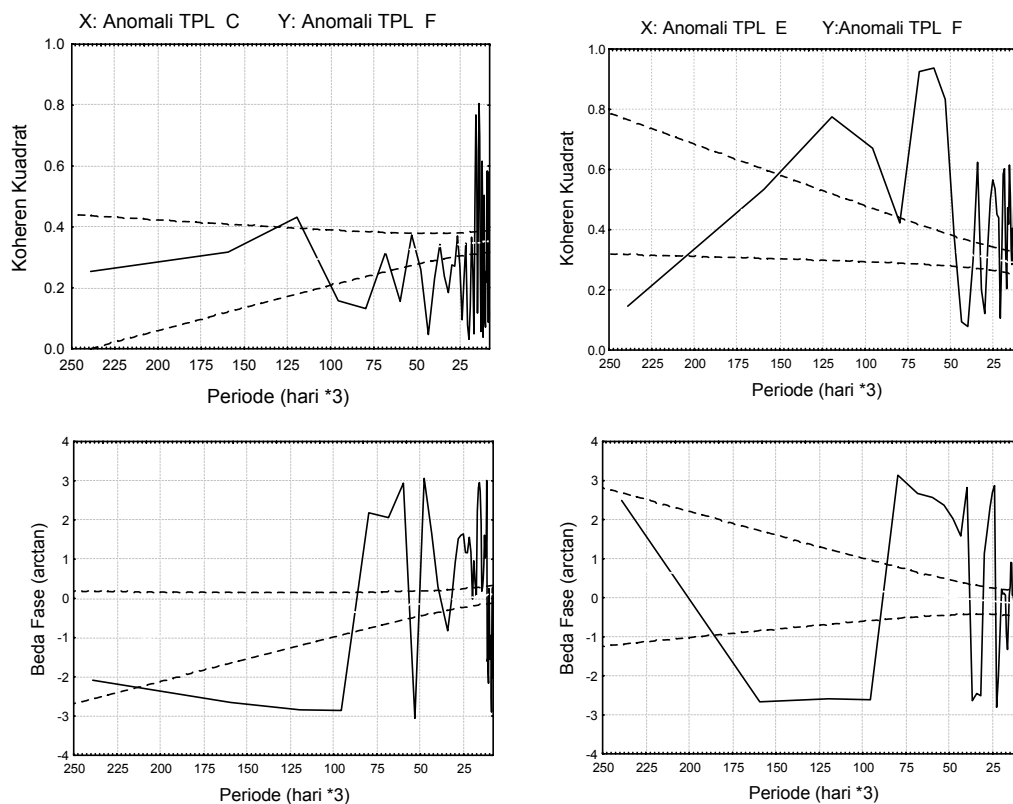 X: Anomali TPL C Y: Anomali TPL F
Koheren Kuadrat
1.0
0.8
0.6
0.4
0.2
0.0
250 225 200 175 150 125 100 75 50 25
Periode (hari *3)
X: Anomali TPL E Y:Anomali TPL F
Koheren Kuadrat
1.0
0.8
0.6
0.4
0.2
0.0
250 225 200 175 150 125 100 75 50 25
Periode (hari *3)
Beda Fase (arctan)
4
3
2
1
0
-1
-2
-3
-4
250 225 200 175 150 125 100 75 50 25
Periode (hari *3)
Beda Fase (arctan)
4
3
2
1
0
-1
-2
-3
-4
250 225 200 175 150 125 100 75 50 25
Periode (hari *3)